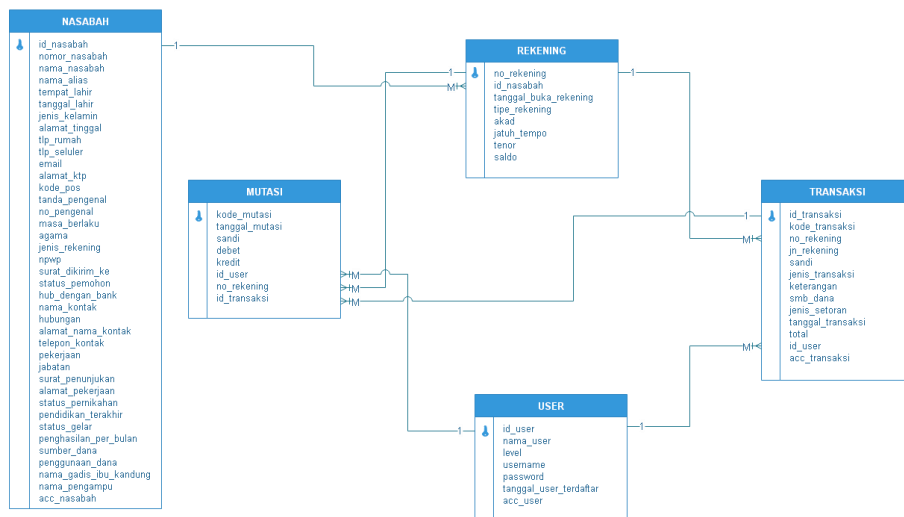 NASABAH
id_nasabah
nomor_nasabah
nama_nasabah
nama_alias
tempat_lahir
tanggal_lahir
jenis_kelamin
alamat_tinggal
tlp_rumah
tlp_seluler
email
alamat_ktp
kode_pos
tanda_pengenal
no_pengenal
masa_berlaku
agama
jenis_rekening
npwp
surat_dikirim_ke
status_pemohon
hub_dengan_bank
nama_kontak
hubungan
alamat_nama_kontak
telepon_kontak
pekerjaan
jabatan
surat_penunjukan
alamat_pekerjaan
status_pernikahan
pendidikan_terakhir
status_gelar
penghasilan_per_bulan
sumber_dana
penggunaan_dana
nama_gadis_ibu_kandung
nama_pengampu
acc_nasabah
1
M
REKENING
no_rekening
id_nasabah
tanggal_buka_rekening
tipe_rekening
akad
jatuh_tempo
tenor
saldo
1
1
M
MUTASI
kode_mutasi
tanggal_mutasi
sandi
debet
kredit
id_user
no_rekening
id_transaksi
M
M
M
TRANSAKSI
id_transaksi
kode_transaksi
no_rekening
jn_rekening
sandi
jenis_transaksi
keterangan
smb_dana
jenis_setoran
tanggal_transaksi
total
id_user
acc_transaksi
1
M
USER
id_user
nama_user
level
username
password
tanggal_user_terdaftar
acc_user
1
1